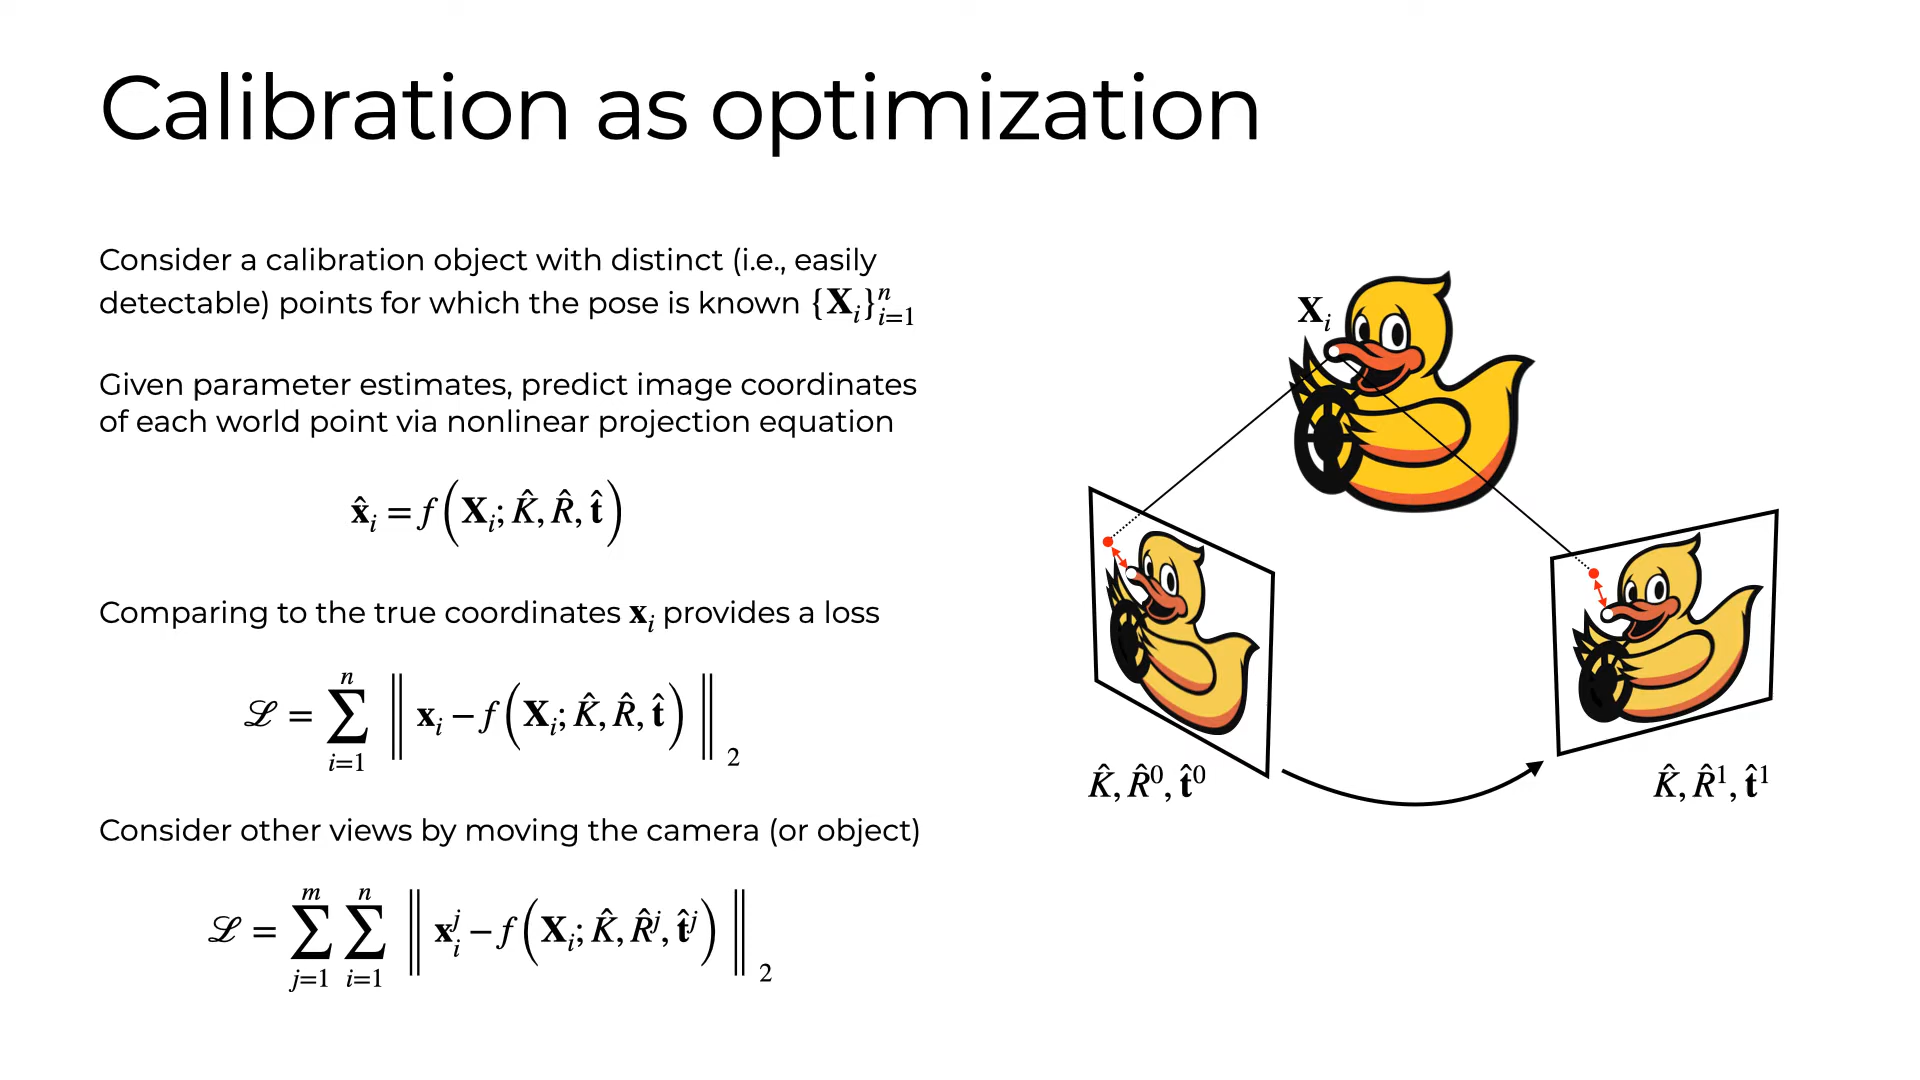 Calibration as optimization
Consider a calibration object with distinct (i.e., easily
detectable) points for which the pose is known {𝐗ᵢ}ⁿᵢ₌₁
Given parameter estimates, predict image coordinates
of each world point via nonlinear projection equation
x̂ᵢ = f(𝐗ᵢ; K̂, R̂, t̂)
Comparing to the true coordinates 𝐱ᵢ provides a loss
ℒ = ∑ⁿᵢ₌₁ ‖ 𝐱ᵢ − f(𝐗ᵢ; K̂, R̂, t̂) ‖₂
Consider other views by moving the camera (or object)
ℒ = ∑ᵐⱼ₌₁ ∑ⁿᵢ₌₁ ‖ 𝐱ᵢʲ − f(𝐗ᵢ; K̂, R̂ʲ, t̂ʲ) ‖₂
𝐗ᵢ
K̂, R̂⁰, t̂⁰
K̂, R̂¹, t̂¹